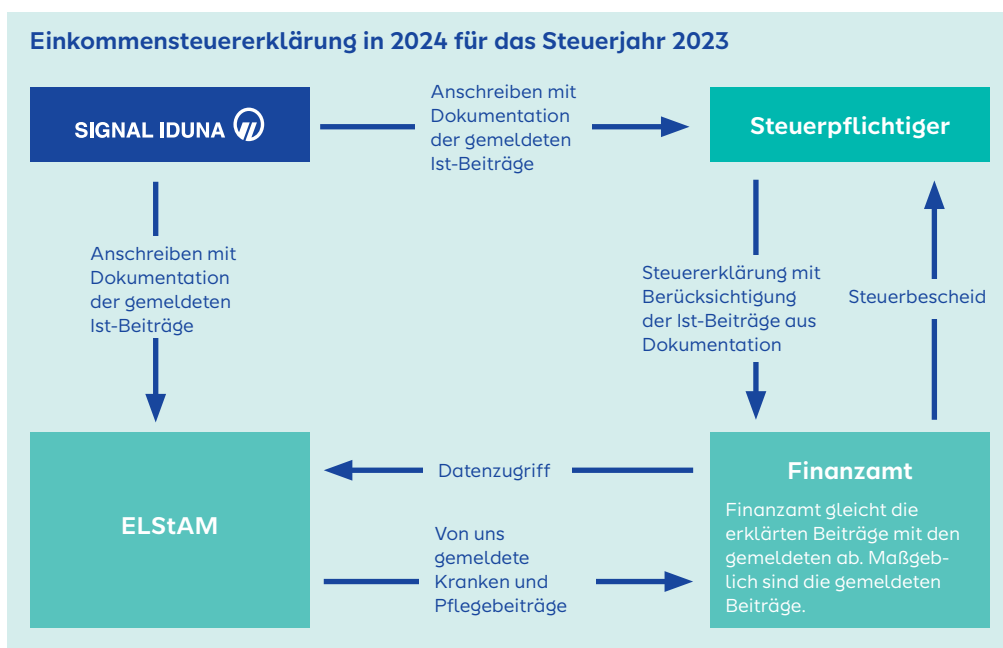 Einkommensteuererklärung in 2024 für das Steuerjahr 2023
SIGNAL IDUNA
Anschreiben mit
Dokumentation
der gemeldeten
Ist-Beiträge
Steuerpflichtiger
Anschreiben mit
Dokumentation
der gemeldeten
Ist-Beiträge
Steuererklärung mit
Berücksichtigung
der Ist-Beiträge aus
Dokumentation
Steuerbescheid
ELStAM
Datenzugriff
Von uns
gemeldete
Kranken und
Pflegebeiträge
Finanzamt
Finanzamt gleicht die
erklärten Beiträge mit den
gemeldeten ab. Maßgeb-
lich sind die gemeldeten
Beiträge.